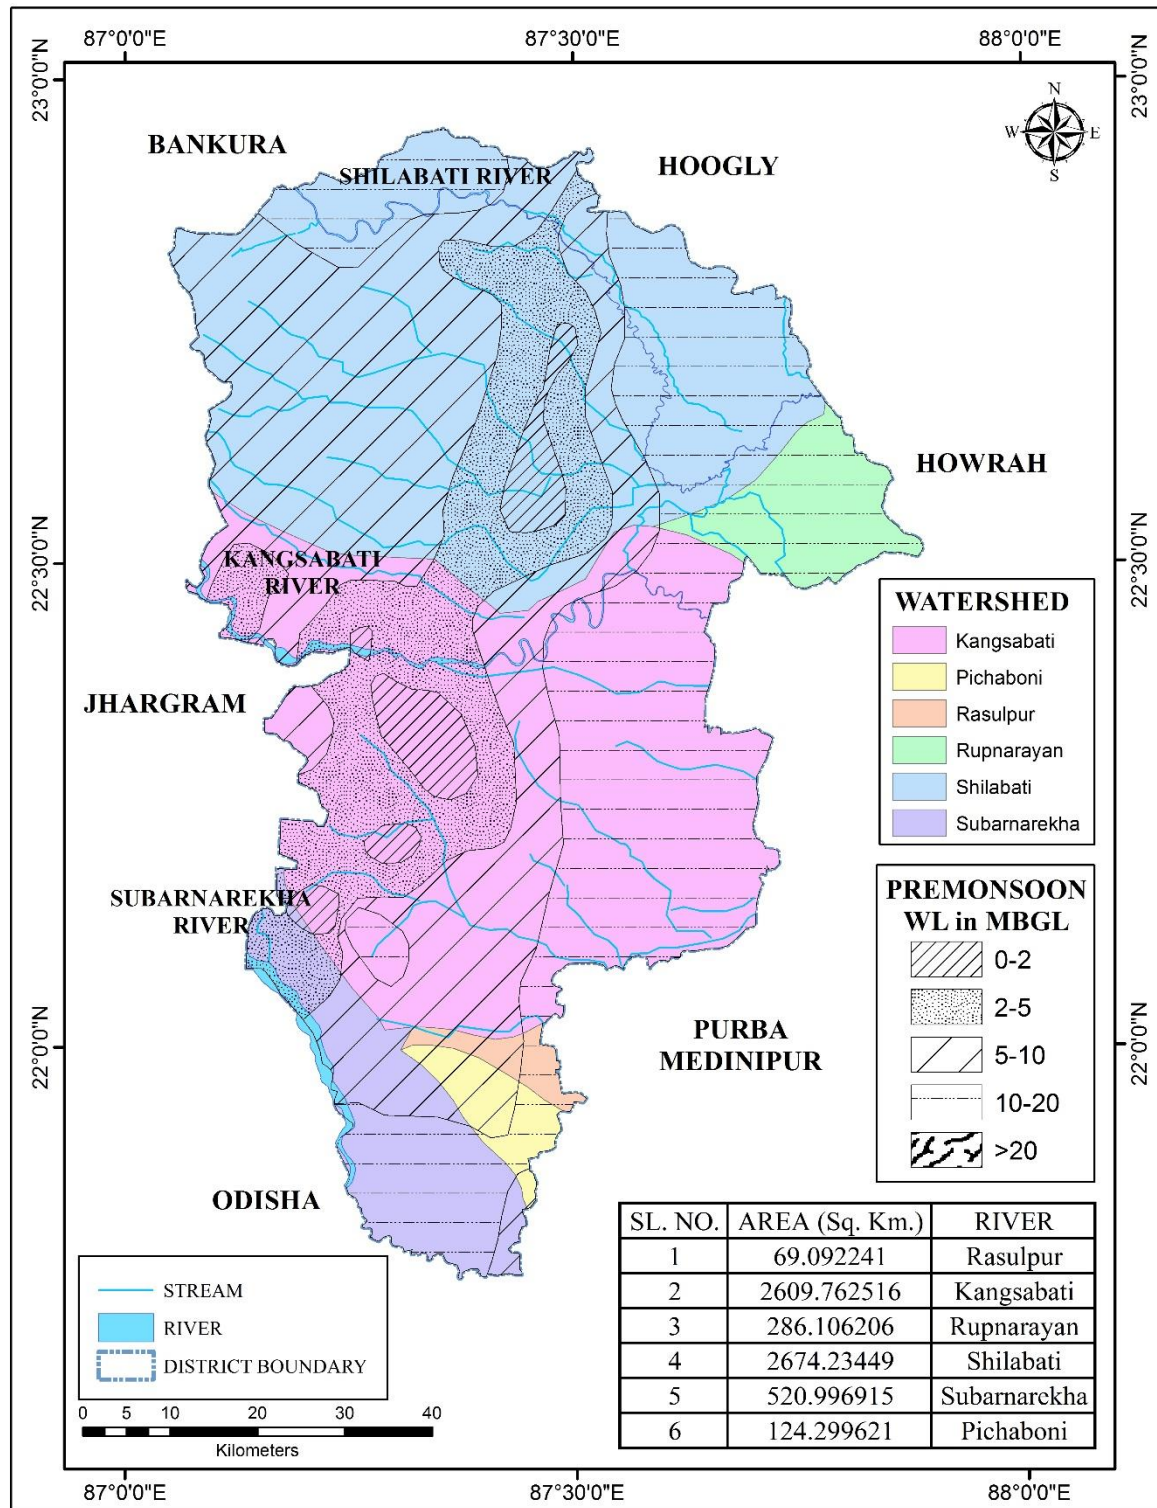 87°0'0"E 87°30'0"E 88°0'0"E
23°0'0"N 23°0'0"N
N
W E
S
BANKURA
HOOGLY
SHILABATI RIVER
HOWRAH
22°30'0"N 22°30'0"N
KANGSABATI
RIVER
JHARGRAM
SUBARNAREKHA
RIVER
PURBA
MEDINIPUR
22°0'0"N 22°0'0"N
ODISHA
WATERSHED
Kangsabati
Pichaboni
Rasulpur
Rupnarayan
Shilabati
Subarnarekha
PREMONSOON
WL in MBGL
0-2
2-5
5-10
10-20
>20
SL. NO. AREA (Sq. Km.) RIVER
1 69.092241 Rasulpur
2 2609.762516 Kangsabati
3 286.106206 Rupnarayan
4 2674.23449 Shilabati
5 520.996915 Subarnarekha
6 124.299621 Pichaboni
STREAM
RIVER
DISTRICT BOUNDARY
0 5 10 20 30 40
Kilometers
87°0'0"E 87°30'0"E 88°0'0"E